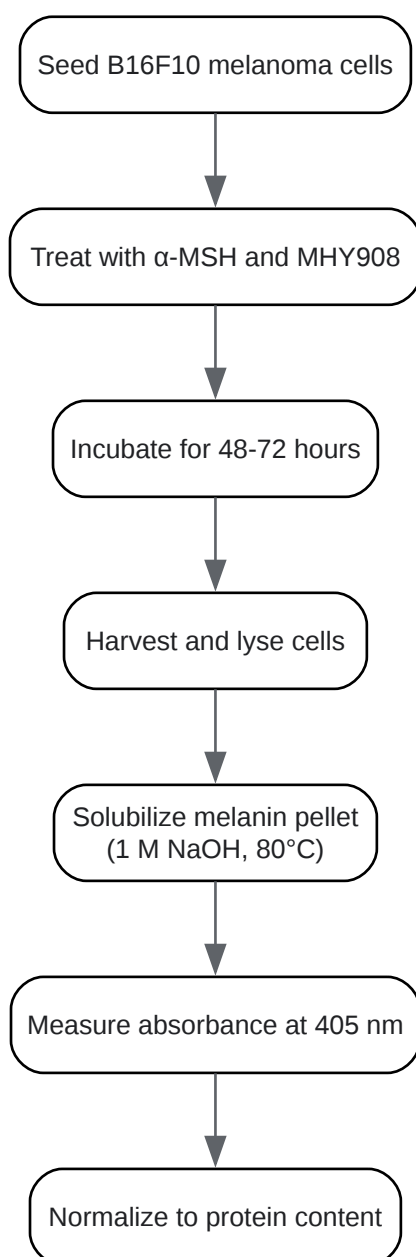 Seed B16F10 melanoma cells
Treat with α-MSH and MHY908
Incubate for 48-72 hours
Harvest and lyse cells
Solubilize melanin pellet
(1 M NaOH, 80°C)
Measure absorbance at 405 nm
Normalize to protein content